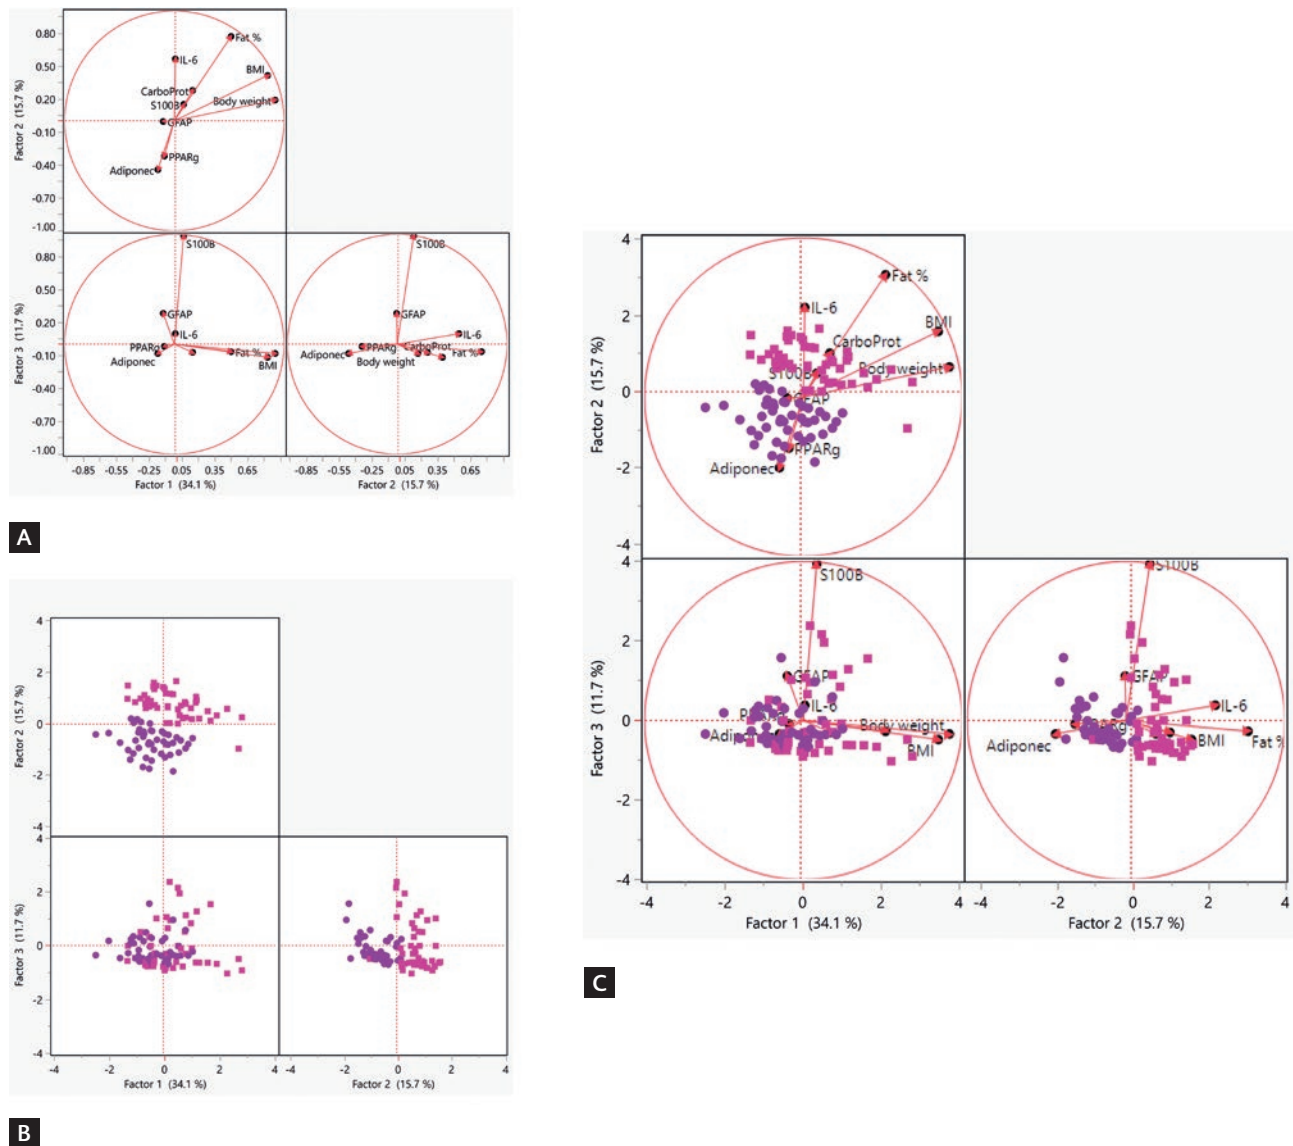 0.80
0.50
0.20
-0.10
-0.40
-0.70
-1.00
Factor 2 (15.7 %)
Fat %
IL-6
BMI
CarboProt
S100B
Body weight
GFAP
PPARg
Adiponec
0.80
0.50
0.20
-0.10
-0.40
-0.70
-1.00
Factor 3 (11.7 %)
S100B
GFAP
IL-6
PPARg
Adiponec
Fat %
BMI
S100B
GFAP
IL-6
Adiponec
PPARg
CarboProt
Body weight
Fat %
-0.85 -0.55 -0.25 0.05 0.35 0.65
-0.85 -0.55 -0.25 0.05 0.35 0.65
Factor 1 (34.1 %)
Factor 2 (15.7 %)
A
4
2
0
-2
-4
Factor 2 (15.7 %)
4
2
0
-2
-4
Factor 3 (11.7 %)
-4 -2 0 2 4
-4 -2 0 2 4
Factor 1 (34.1 %)
Factor 2 (15.7 %)
B
4
2
0
-2
-4
Factor 2 (15.7 %)
Fat %
IL-6
BMI
CarboProt
S100B
Body weight
GFAP
PPARg
Adiponec
4
2
0
-2
-4
Factor 3 (11.7 %)
S100B
GFAP
IL-6
Body weight
BMI
S100B
GFAP
IL-6
Adiponec
BMI
Fat %
-4 -2 0 2 4
-4 -2 0 2 4
Factor 1 (34.1 %)
Factor 2 (15.7 %)
C